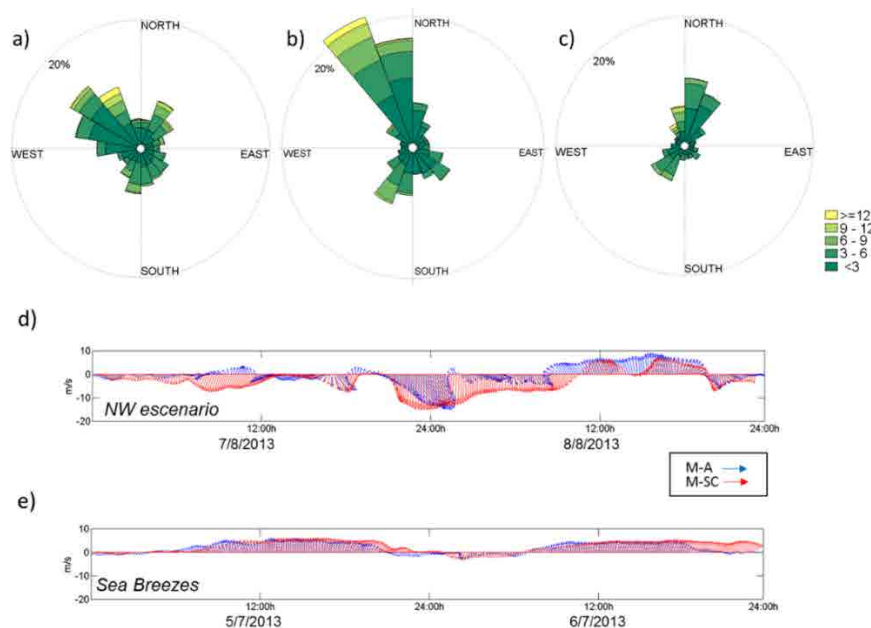 a)
NORTH
20%
WEST
EAST
SOUTH
b)
NORTH
20%
WEST
EAST
SOUTH
c)
NORTH
20%
WEST
EAST
SOUTH
>=12
9 - 12
6 - 9
3 - 6
<3
d)
10
0
-10
-20
m/s
NW escenario
12:00h
24:00h
12:00h
24:00h
7/8/2013
8/8/2013
M-A
M-SC
e)
10
0
-10
-20
m/s
Sea Breezes
12:00h
24:00h
12:00h
24:00h
5/7/2013
6/7/2013